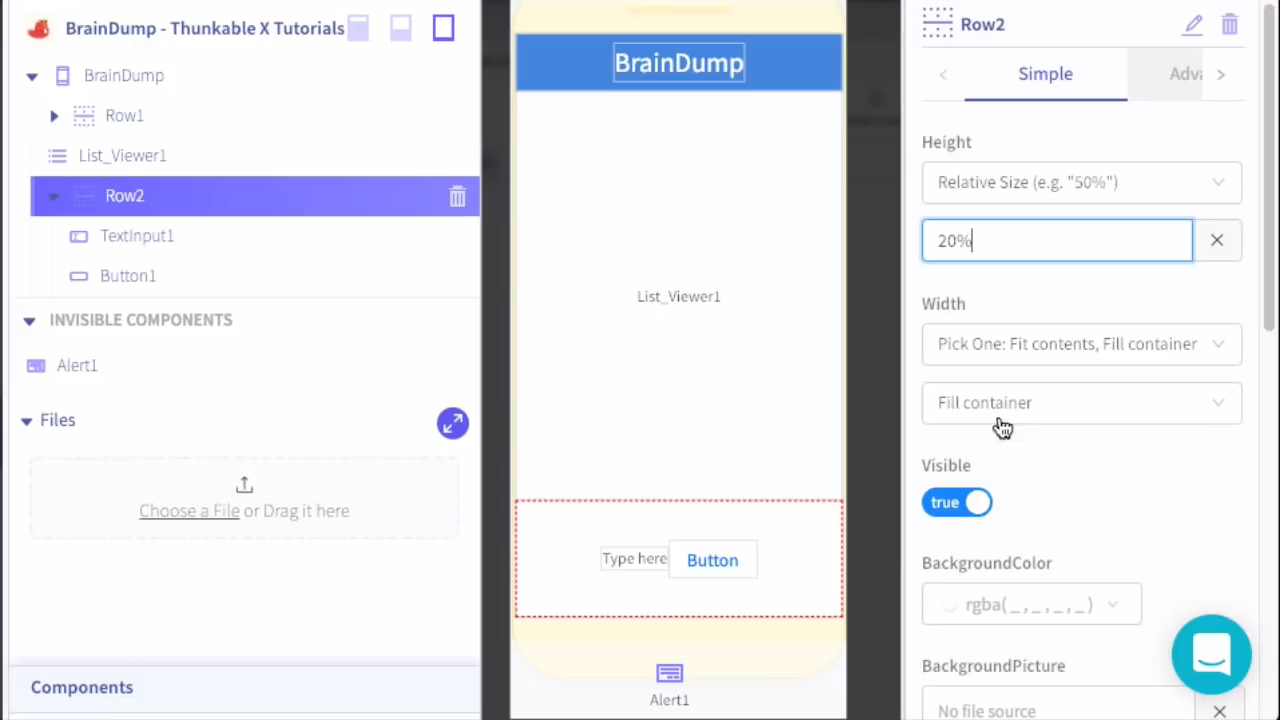 BrainDump - Thunkable X Tutorials
BrainDump
Row1
List_Viewer1
Row2
TextInput1
Button1
INVISIBLE COMPONENTS
Alert1
Files
Choose a File or Drag it here
Components
BrainDump
List_Viewer1
Type here
Button
Alert1
Row2
Simple
Adv
Height
Relative Size (e.g. "50%")
20%
Width
Pick One: Fit contents, Fill container
Fill container
Visible
true
BackgroundColor
rgba(_,_,_,_)
BackgroundPicture
No file source